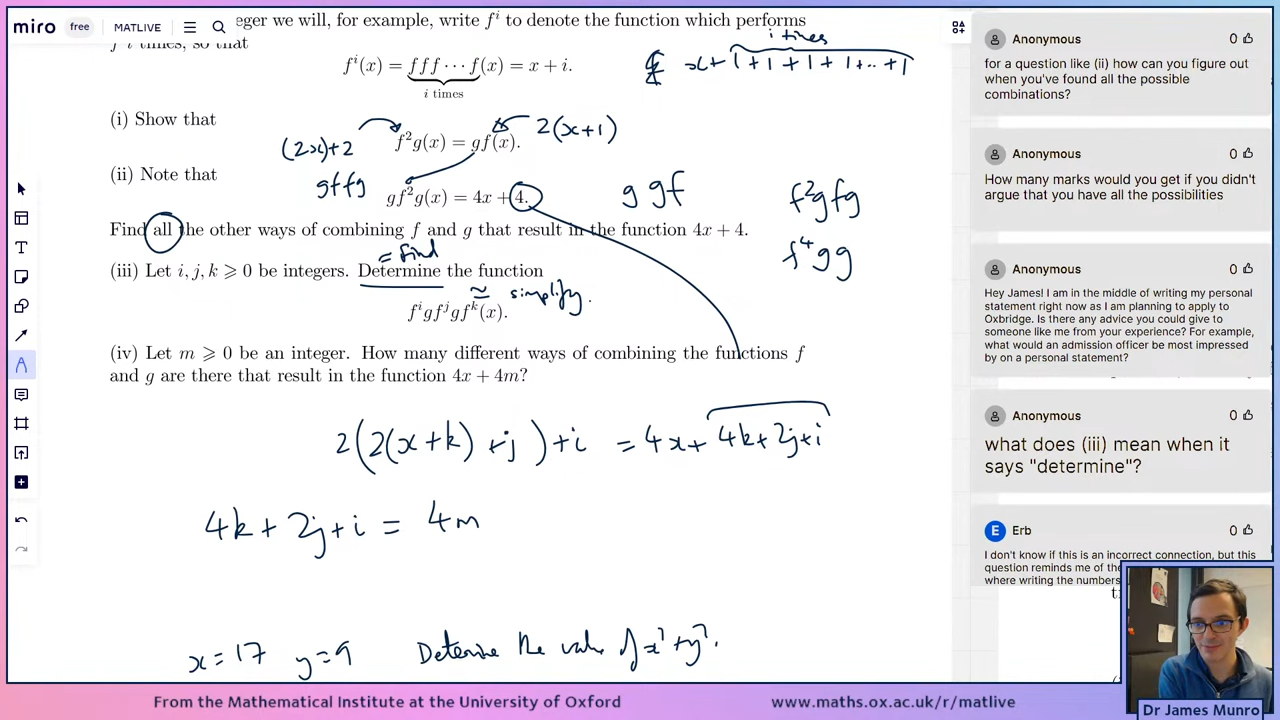 miro free MATLIVE
eger we will, for example, write fⁱ to denote the function which performs
f i times, so that
i times
fⁱ(x) = fff ··· f(x) = x + i.
i times
x+1+1+1+1+..+1
(i) Show that
(2x)+2
f²g(x) = gf(x).
2(x+1)
(ii) Note that
gffg
gf²g(x) = 4x + 4.
g gf
f²gfg
Find all the other ways of combining f and g that result in the function 4x + 4.
f⁴gg
= find
(iii) Let i, j, k ⩾ 0 be integers. Determine the function
≃ simplify.
fⁱgfʲgfᵏ(x).
(iv) Let m ⩾ 0 be an integer. How many different ways of combining the functions f
and g are there that result in the function 4x + 4m?
2(2(x+k)+j)+i = 4x+4k+2j+i
4k+2j+i = 4m
x=17 y=9 Determine the value of x²+y².
Anonymous 0
for a question like (ii) how can you figure out
when you've found all the possible
combinations?
Anonymous 0
How many marks would you get if you didn't
argue that you have all the possibilities
Anonymous 0
Hey James! I am in the middle of writing my personal
statement right now as I am planning to apply to
Oxbridge. Is there any advice you could give to
someone like me from your experience? For example,
what would an admission officer be most impressed
by on a personal statement?
Anonymous 0
what does (iii) mean when it
says "determine"?
E Erb 0
I don't know if this is an incorrect connection, but this
question reminds me of the
where writing the numbers
From the Mathematical Institute at the University of Oxford
www.maths.ox.ac.uk/r/matlive
Dr James Munro